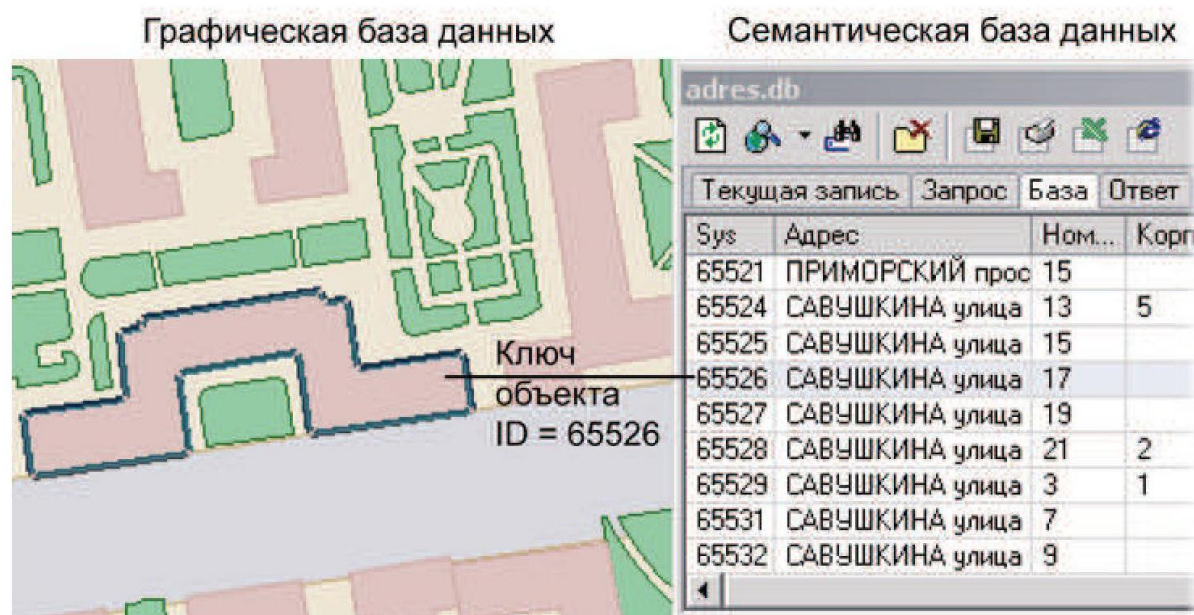 Графическая база данных
Семантическая база данных
adres.db
Текущая запись Запрос База Ответ
Sys Адрес Ном... Корп
65521 ПРИМОРСКИЙ прос 15
65524 САВУШКИНА улица 13 5
65525 САВУШКИНА улица 15
65526 САВУШКИНА улица 17
65527 САВУШКИНА улица 19
65528 САВУШКИНА улица 21 2
65529 САВУШКИНА улица 3 1
65531 САВУШКИНА улица 7
65532 САВУШКИНА улица 9
Ключ
объекта
ID = 65526